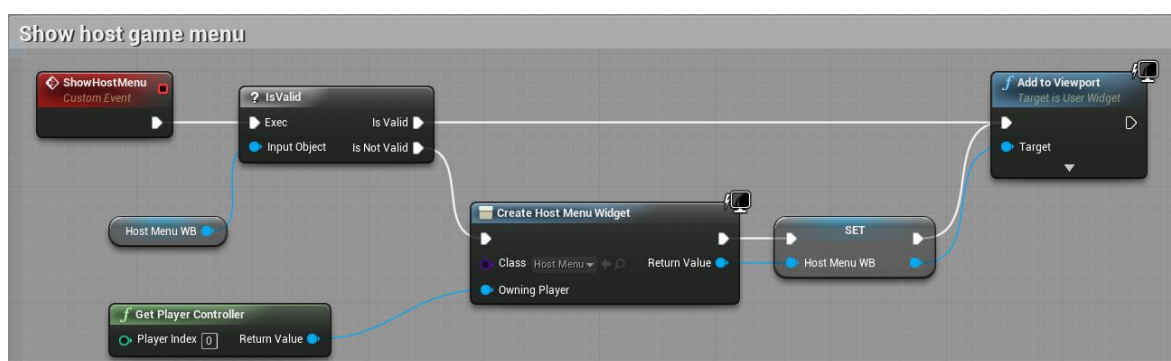 Show host game menu
ShowHostMenu
Custom Event
? IsValid
Exec Is Valid
Input Object Is Not Valid
Host Menu WB
f Get Player Controller
Player Index 0 Return Value
Create Host Menu Widget
Class Host Menu Return Value
Owning Player
SET
Host Menu WB
f Add to Viewport
Target is User Widget
Target